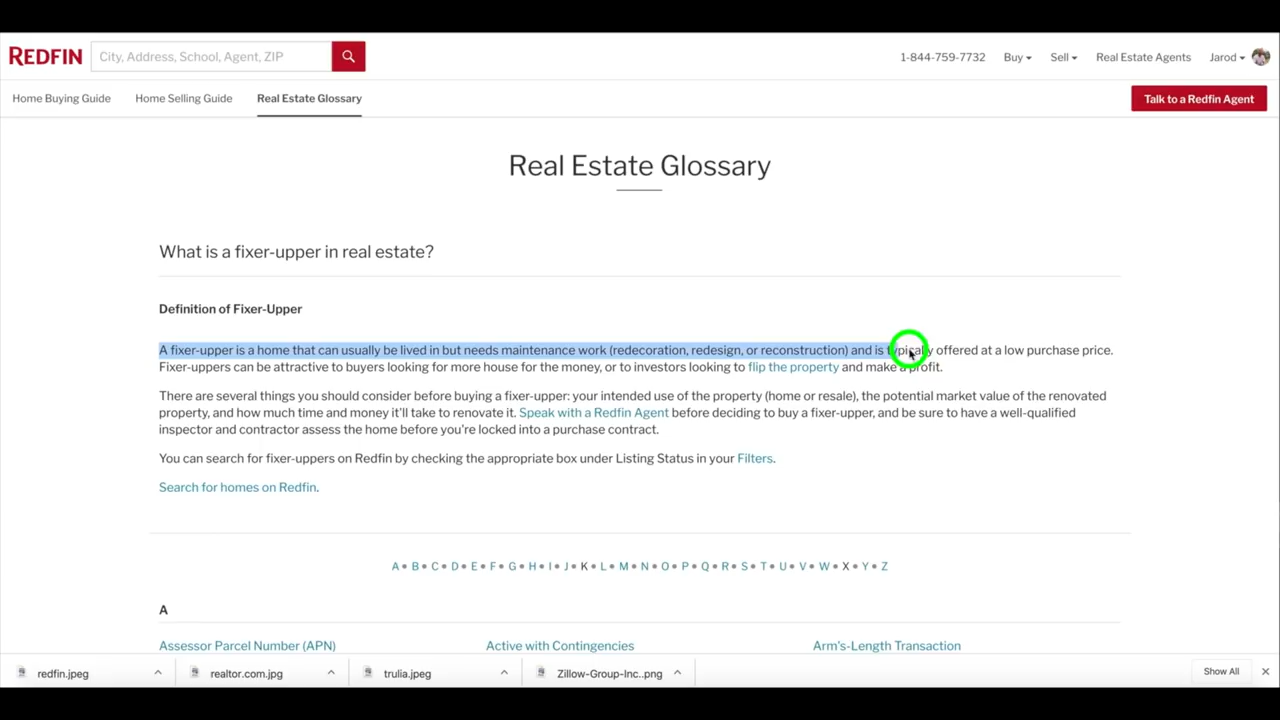 REDFIN City, Address, School, Agent, ZIP 1-844-759-7732 Buy Sell Real Estate Agents Jarod
Home Buying Guide Home Selling Guide Real Estate Glossary Talk to a Redfin Agent
Real Estate Glossary
What is a fixer-upper in real estate?
Definition of Fixer-Upper
A fixer-upper is a home that can usually be lived in but needs maintenance work (redecoration, redesign, or reconstruction) and is typically offered at a low purchase price.
Fixer-uppers can be attractive to buyers looking for more house for the money, or to investors looking to flip the property and make a profit.
There are several things you should consider before buying a fixer-upper: your intended use of the property (home or resale), the potential market value of the renovated
property, and how much time and money it'll take to renovate it. Speak with a Redfin Agent before deciding to buy a fixer-upper, and be sure to have a well-qualified
inspector and contractor assess the home before you're locked into a purchase contract.
You can search for fixer-uppers on Redfin by checking the appropriate box under Listing Status in your Filters.
Search for homes on Redfin.
A • B • C • D • E • F • G • H • I • J • K • L • M • N • O • P • Q • R • S • T • U • V • W • X • Y • Z
A
Assessor Parcel Number (APN) Active with Contingencies Arm's-Length Transaction
redfin.jpeg realtor.com.jpg trulia.jpeg Zillow-Group-Inc..png Show All